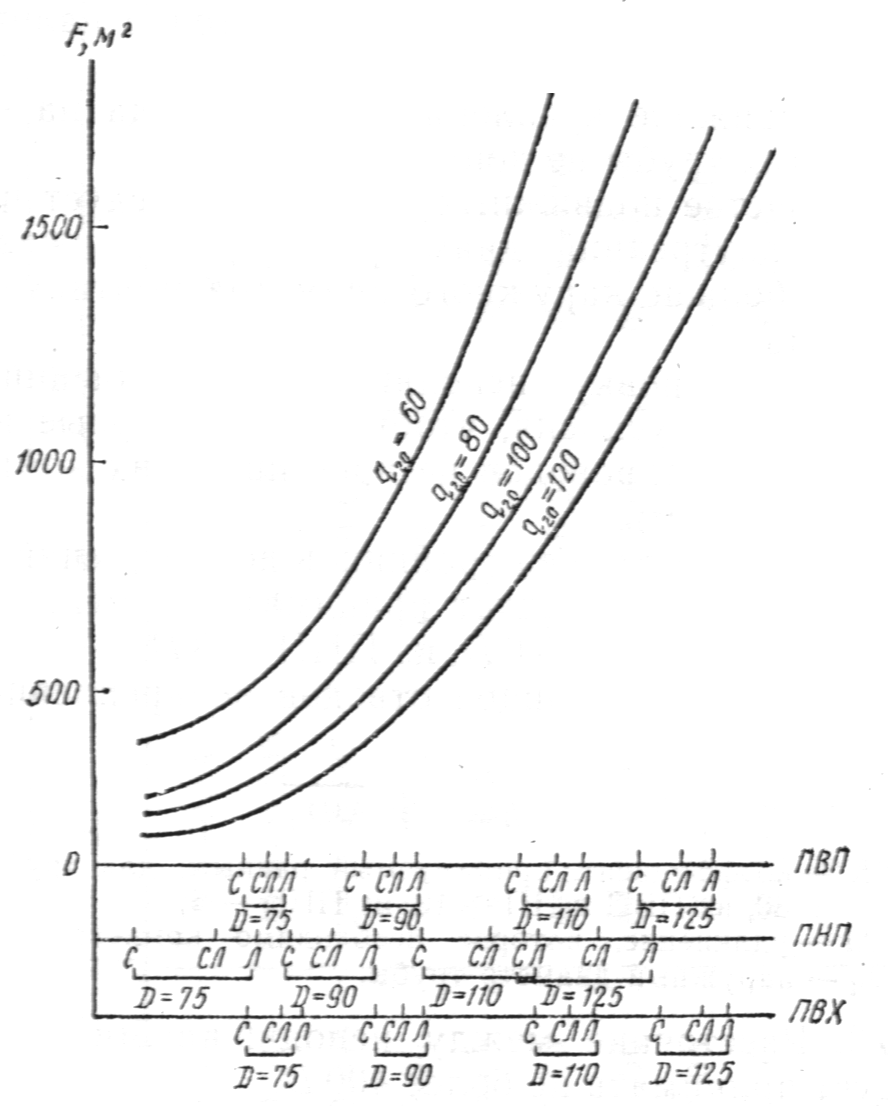 F, м²
1500
1000
500
0
q₂₀ = 60
q₂₀ = 80
q₂₀ = 100
q₂₀ = 120
ПВП
С СЛ Л С СЛ Л С СЛ Л С СЛ Л
D=75 D=90 D=110 D=125
ПНП
С СЛ Л С СЛ Л С СЛ СЛ СЛ Л
D=75 D=90 D=110 D=125
ПВХ
С СЛ Л С СЛ Л С СЛ Л С СЛ Л
D=75 D=90 D=110 D=125